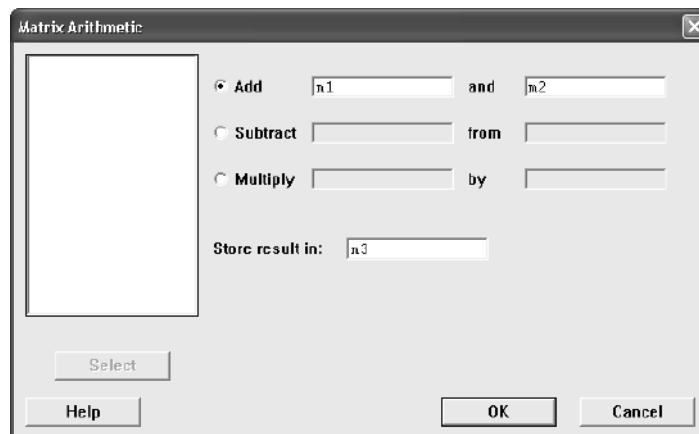 Matrix Arithmetic
Add m1 and m2
Subtract from
Multiply by
Store result in: m3
Select
Help OK Cancel